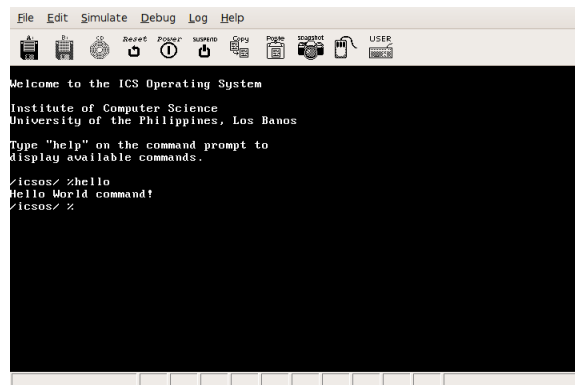 File Edit Simulate Debug Log Help
A: B: CD Reset Power SUSPEND Copy Paste snapshot USER
Welcome to the ICS Operating System
Institute of Computer Science
University of the Philippines, Los Banos
Type "help" on the command prompt to
display available commands.
/icsos/ %hello
Hello World command!
/icsos/ %